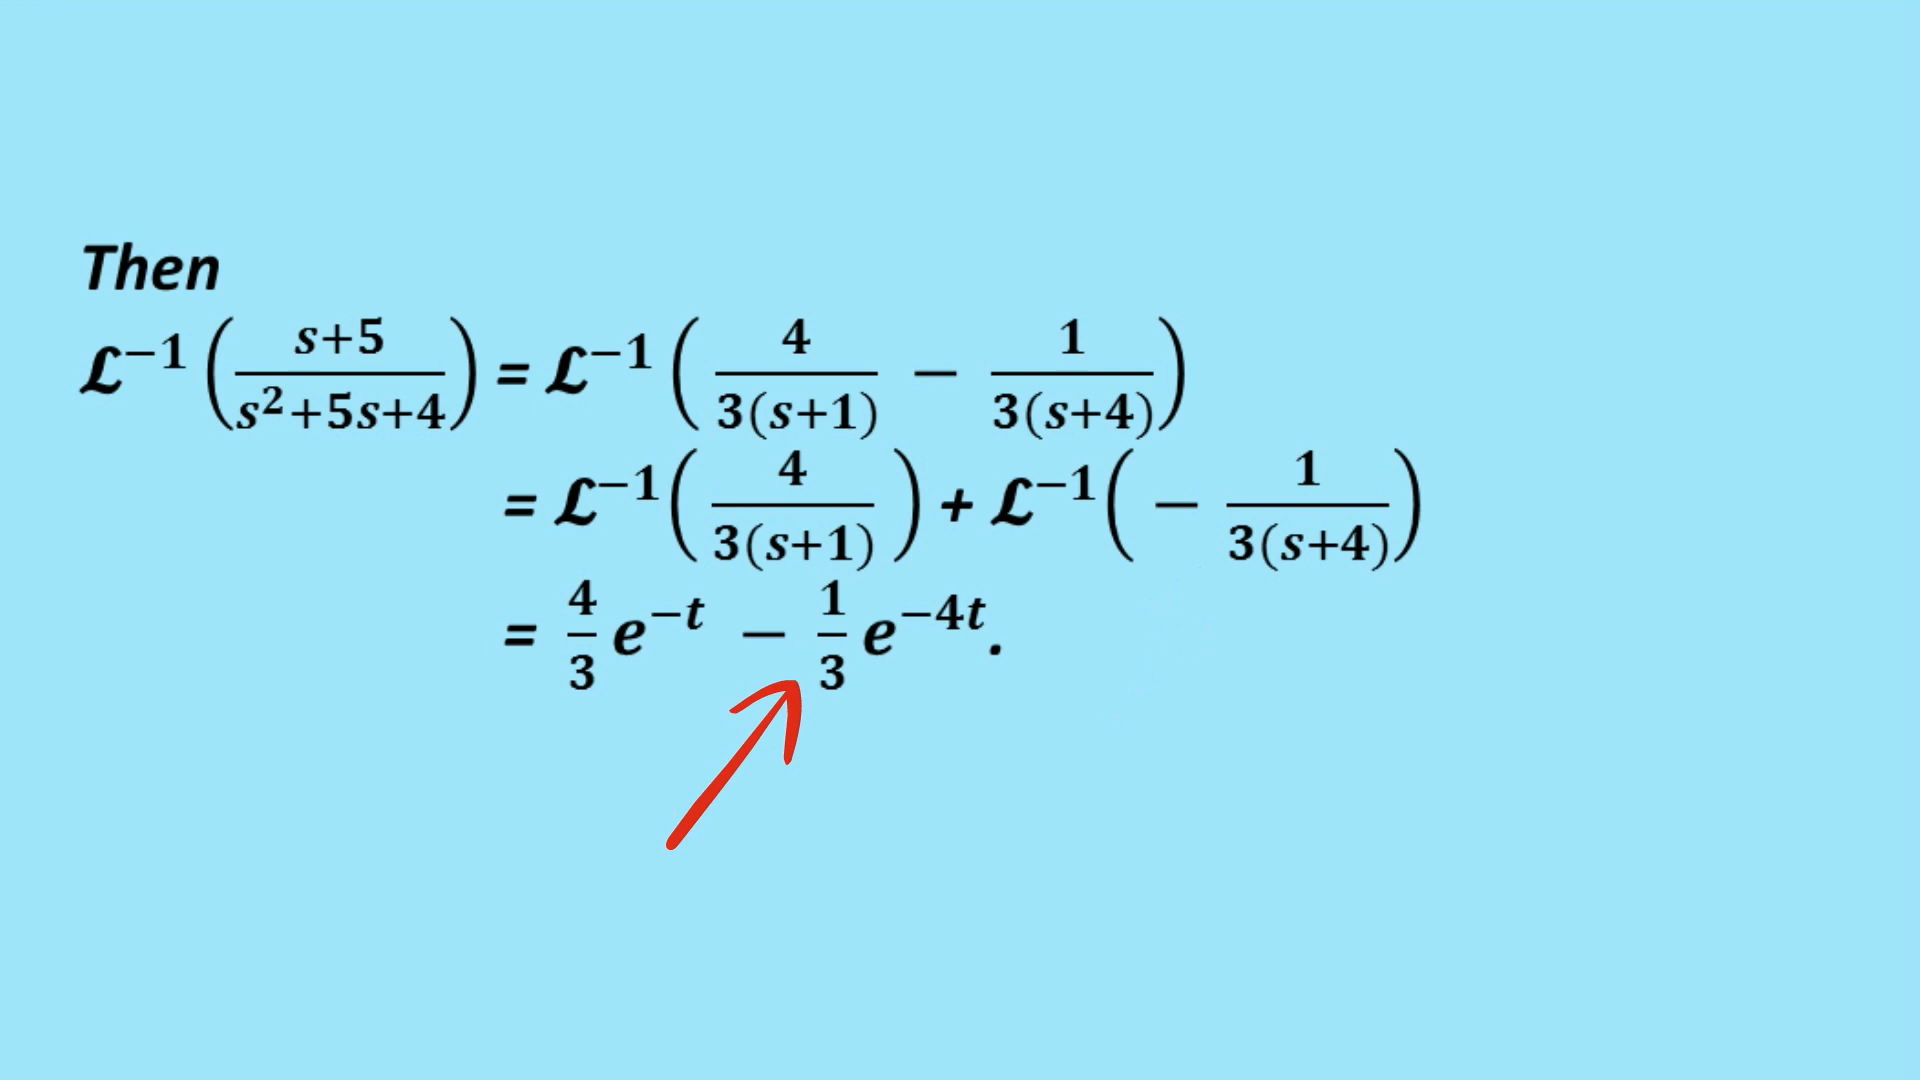 Then
ℒ⁻¹((s+5)/(s²+5s+4)) = ℒ⁻¹(4/(3(s+1)) − 1/(3(s+4)))
= ℒ⁻¹(4/(3(s+1))) + ℒ⁻¹(− 1/(3(s+4)))
= 4/3 e⁻ᵗ − 1/3 e⁻⁴ᵗ.